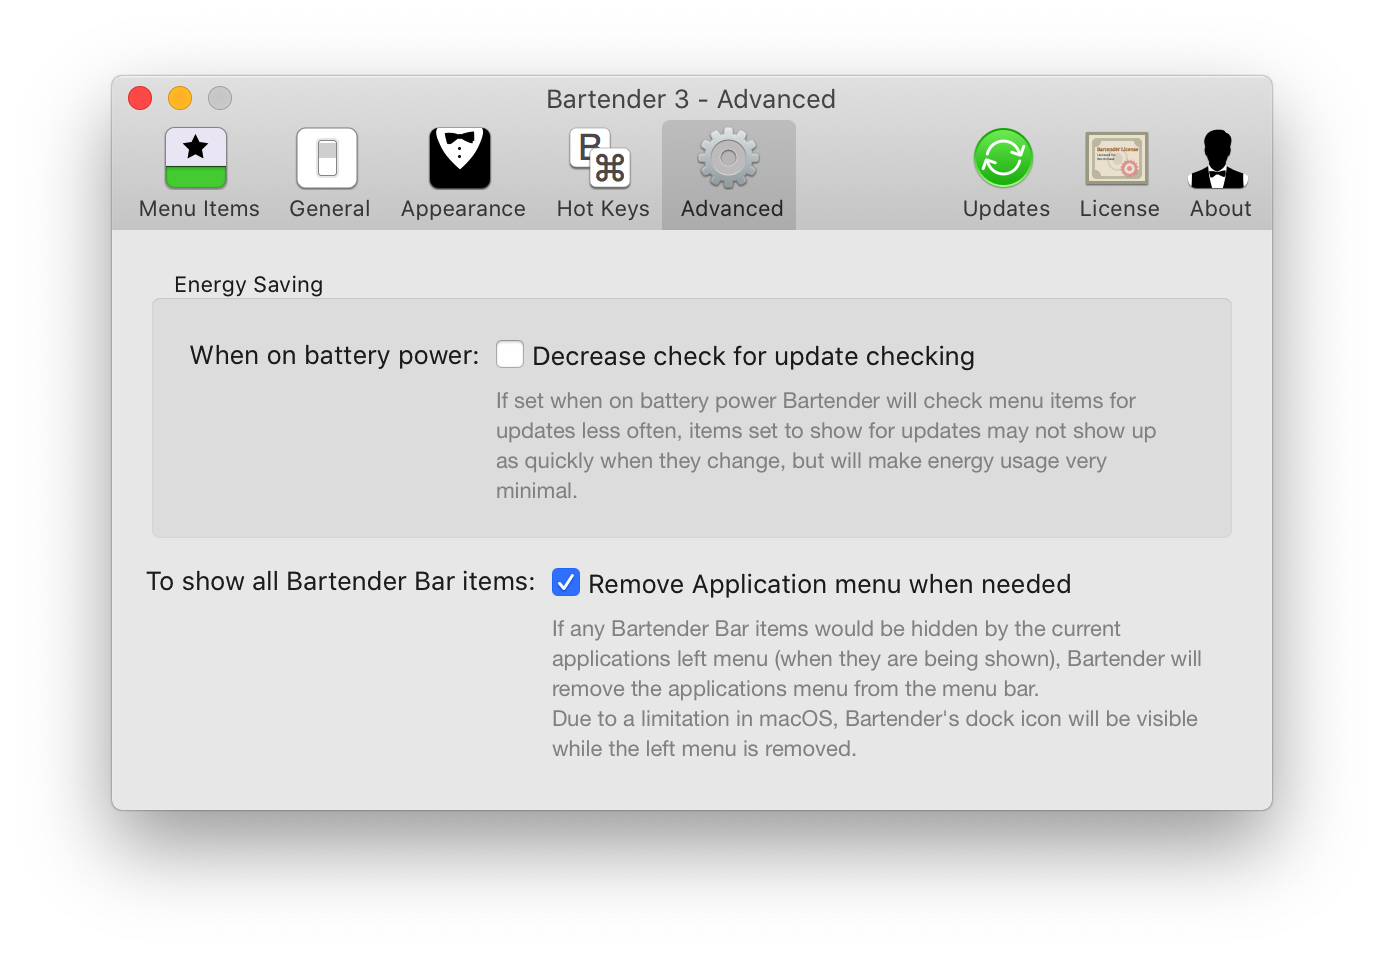 Bartender 3 - Advanced
B
⌘
Menu Items General Appearance Hot Keys Advanced Updates License About
Bartender License
Energy Saving
When on battery power: Decrease check for update checking
If set when on battery power Bartender will check menu items for
updates less often, items set to show for updates may not show up
as quickly when they change, but will make energy usage very
minimal.
To show all Bartender Bar items: Remove Application menu when needed
If any Bartender Bar items would be hidden by the current
applications left menu (when they are being shown), Bartender will
remove the applications menu from the menu bar.
Due to a limitation in macOS, Bartender's dock icon will be visible
while the left menu is removed.